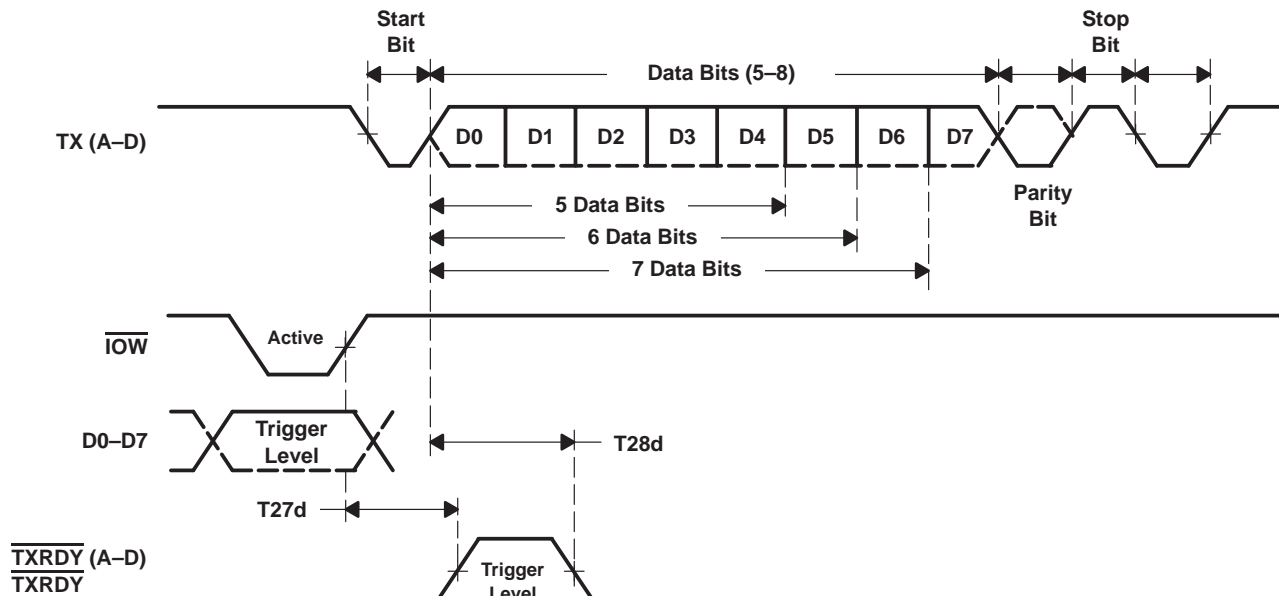 Start
Bit
Stop
Bit
Data Bits (5–8)
TX (A–D)
D0 D1 D2 D3 D4 D5 D6 D7
5 Data Bits
Parity
Bit
6 Data Bits
7 Data Bits
IOW
Active
D0–D7
Trigger
Level
T28d
T27d
TXRDY (A–D)
TXRDY
Trigger
Level